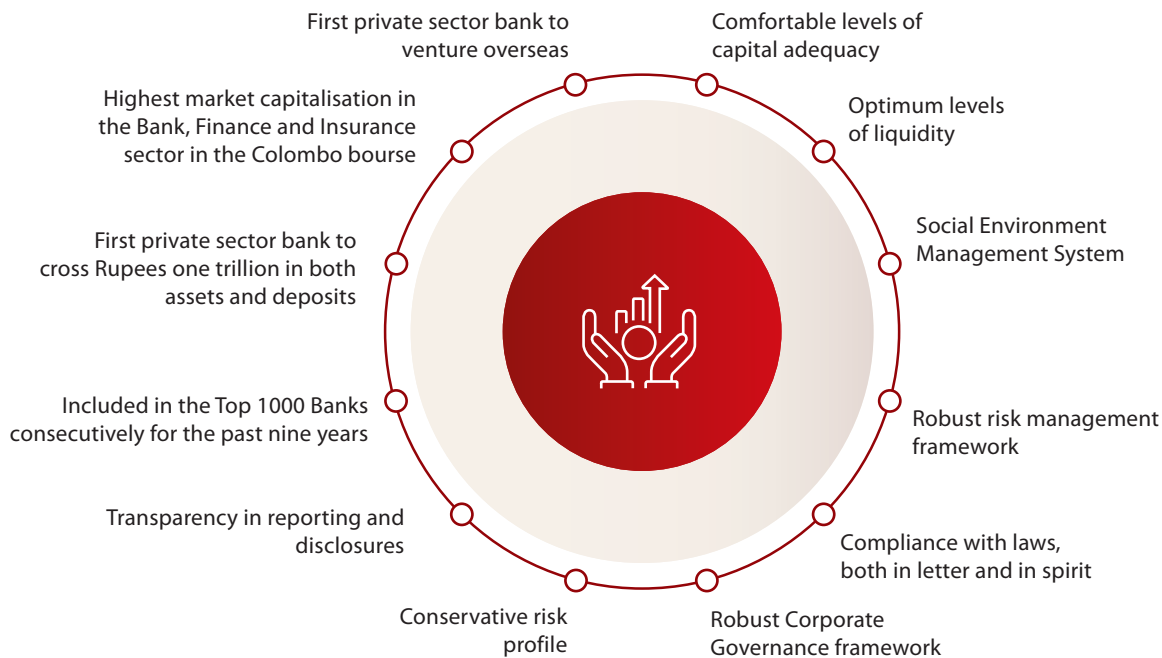 First private sector bank to
venture overseas
Comfortable levels of
capital adequacy
Highest market capitalisation in
the Bank, Finance and Insurance
sector in the Colombo bourse
Optimum levels
of liquidity
First private sector bank to
cross Rupees one trillion in both
assets and deposits
Social Environment
Management System
Included in the Top 1000 Banks
consecutively for the past nine years
Robust risk management
framework
Transparency in reporting and
disclosures
Compliance with laws,
both in letter and in spirit
Conservative risk
profile
Robust Corporate
Governance framework